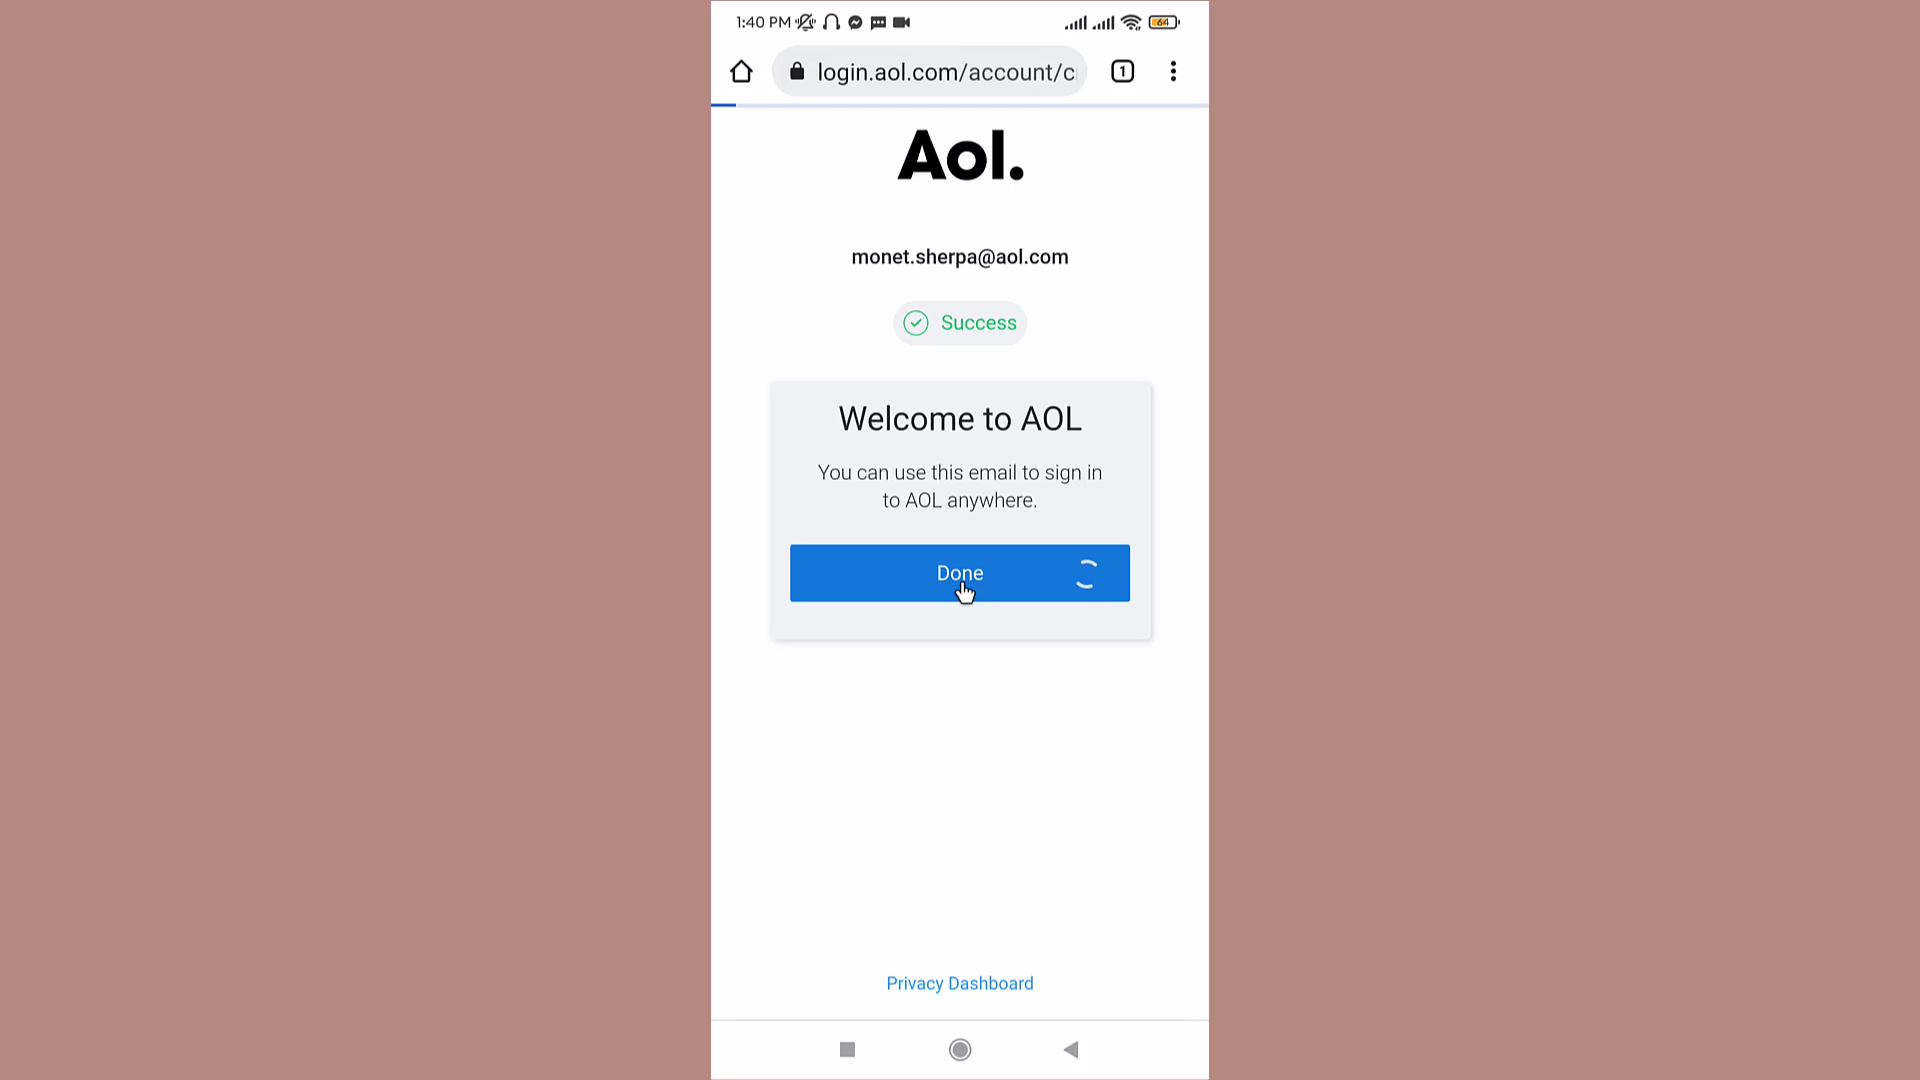 1:40 PM
64
login.aol.com/account/c
1
Aol.
monet.sherpa@aol.com
Success
Welcome to AOL
You can use this email to sign in
to AOL anywhere.
Done
Privacy Dashboard